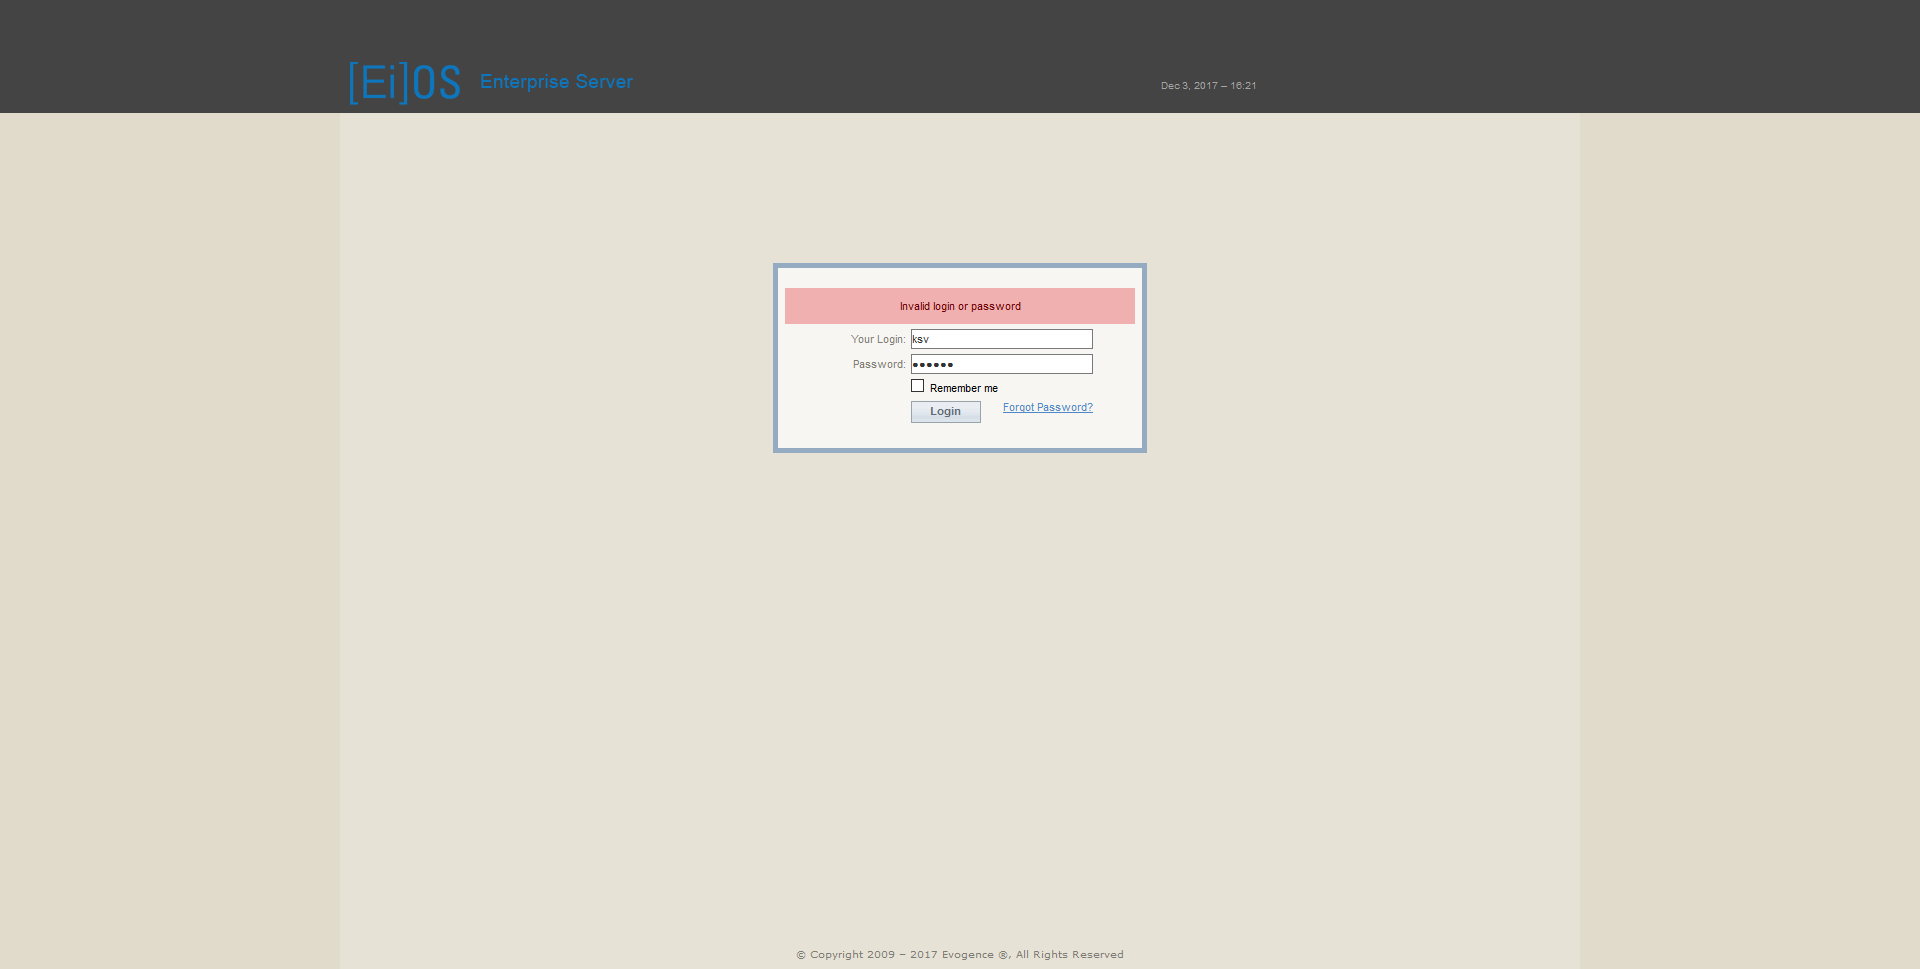 [Ei]OS Enterprise Server
Dec 3, 2017 – 16:21
Invalid login or password
Your Login: ksv
Password: ●●●●●●
Remember me
Login Forgot Password?
© Copyright 2009 – 2017 Evogence ®, All Rights Reserved